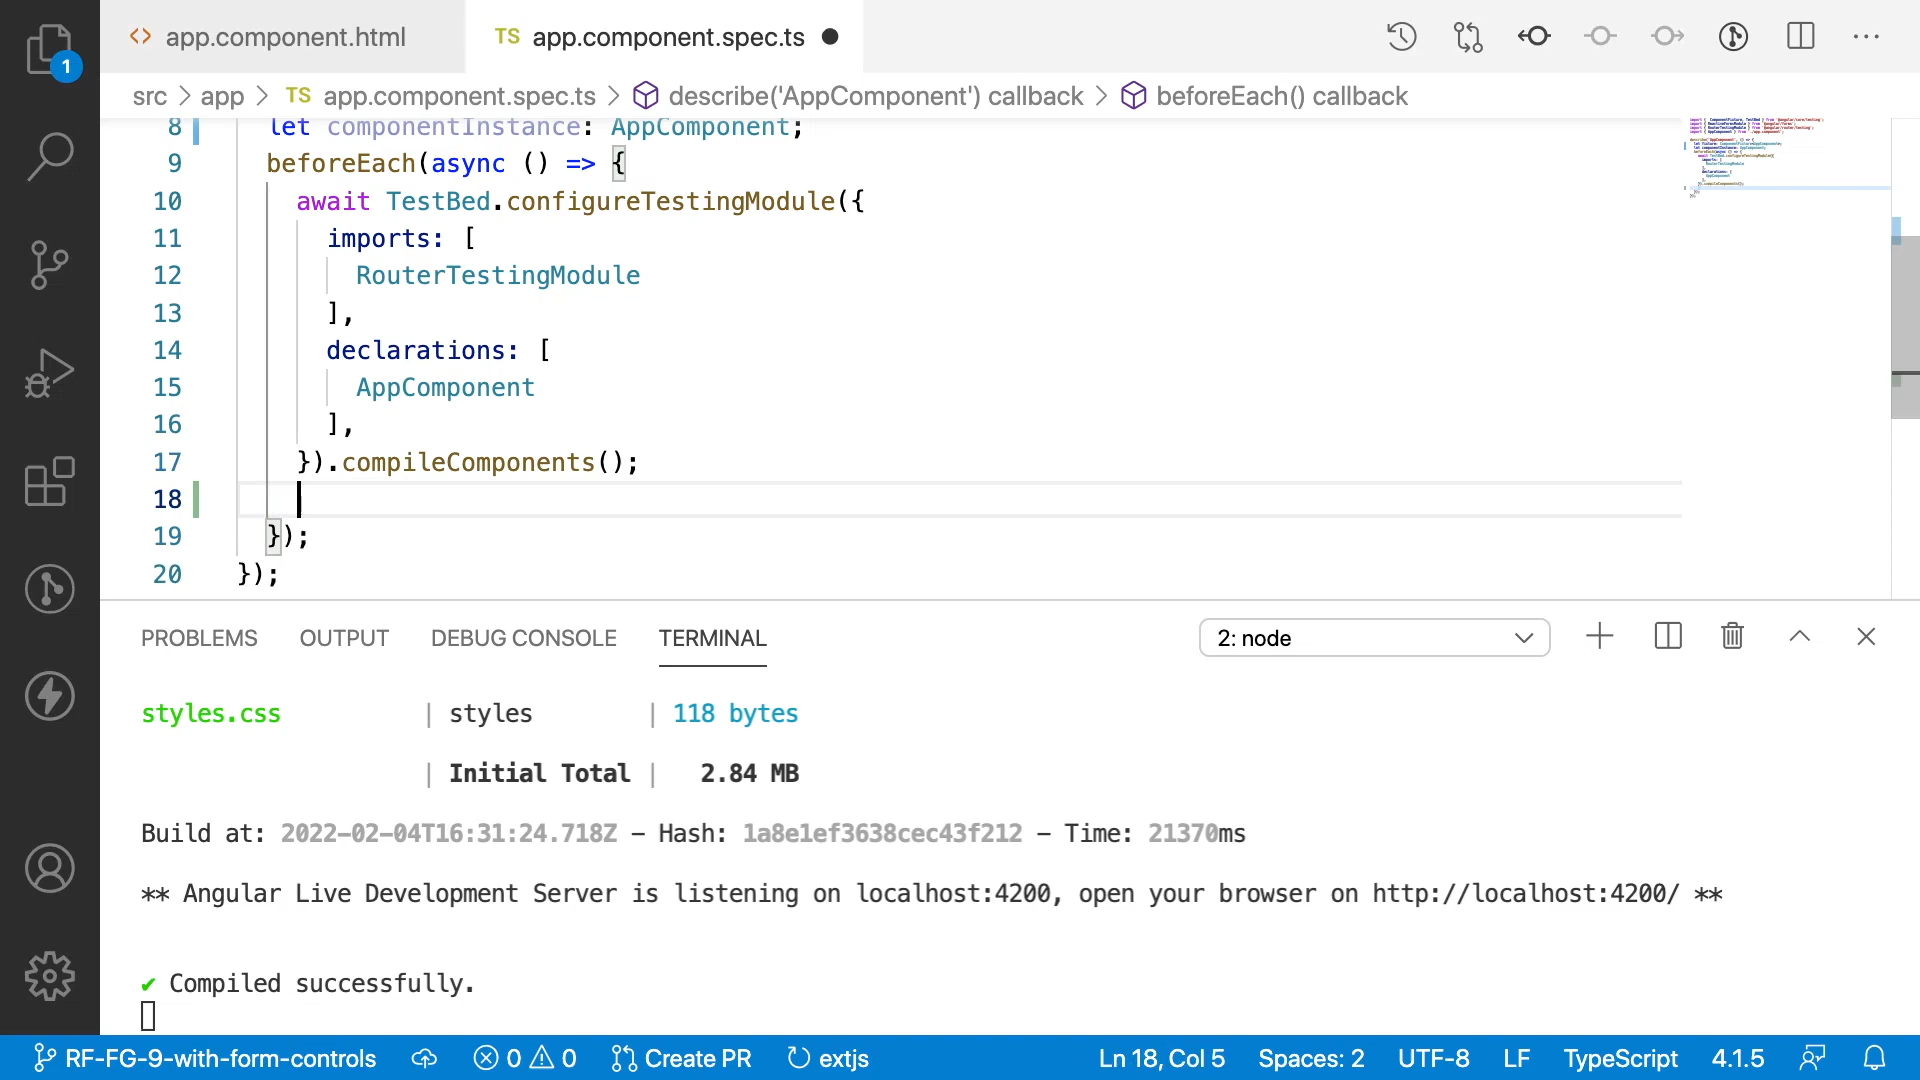 1
<> app.component.html
TS app.component.spec.ts ●
src > app > TS app.component.spec.ts > describe('AppComponent') callback > beforeEach() callback
8 let componentInstance: AppComponent;
9 beforeEach(async () => {
10 await TestBed.configureTestingModule({
11 imports: [
12 RouterTestingModule
13 ],
14 declarations: [
15 AppComponent
16 ],
17 }).compileComponents();
18
19 });
20 });
PROBLEMS OUTPUT DEBUG CONSOLE TERMINAL 2: node
styles.css | styles | 118 bytes
| Initial Total | 2.84 MB
Build at: 2022-02-04T16:31:24.718Z - Hash: 1a8e1ef3638cec43f212 - Time: 21370ms
** Angular Live Development Server is listening on localhost:4200, open your browser on http://localhost:4200/ **
✔ Compiled successfully.
RF-FG-9-with-form-controls 0 0 Create PR extjs Ln 18, Col 5 Spaces: 2 UTF-8 LF TypeScript 4.1.5